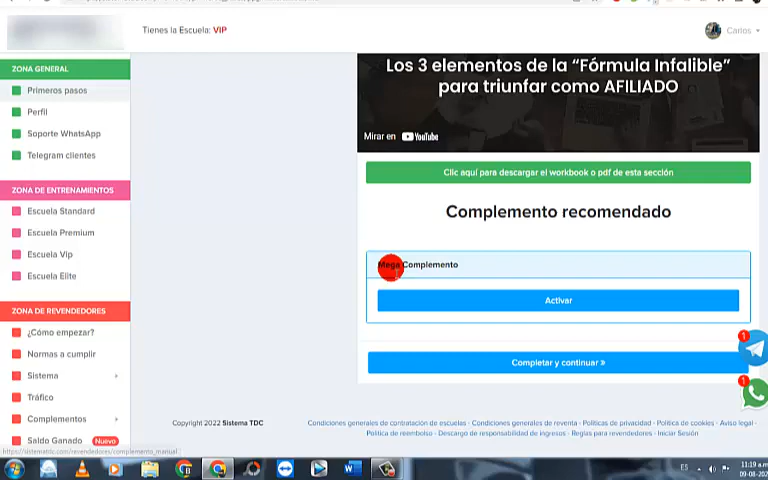 Tienes la Escuela: VIP
Carlos
ZONA GENERAL
Primeros pasos
Perfil
Soporte WhatsApp
Telegram clientes
ZONA DE ENTRENAMIENTOS
Escuela Standard
Escuela Premium
Escuela Vip
Escuela Elite
ZONA DE REVENDEDORES
¿Cómo empezar?
Normas a cumplir
Sistema
Tráfico
Complementos
Saldo Ganado Nuevo
https://sistematdc.com/revendedores/complemento_manual
Los 3 elementos de la “Fórmula Infalible”
para triunfar como AFILIADO
Mirar en YouTube
Clic aquí para descargar el workbook o pdf de esta sección
Complemento recomendado
Mega Complemento
Activar
Completar y continuar »
1
1
Copyright 2022 Sistema TDC
Condiciones generales de contratación de escuelas - Condiciones generales de reventa - Políticas de privacidad - Política de cookies - Aviso legal -
Política de reembolso - Descargo de responsabilidad de ingresos - Reglas para revendedores - Iniciar Sesión
ES
11:19 a.m
09-08-202